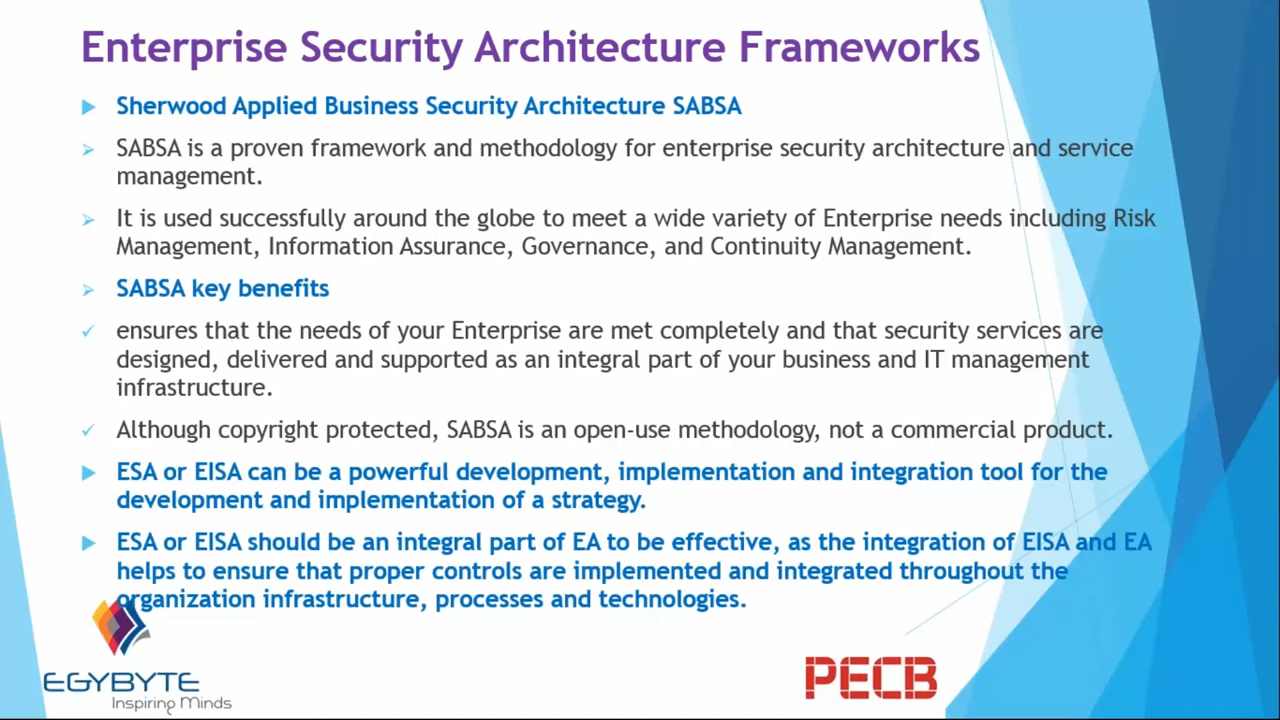 Enterprise Security Architecture Frameworks
Sherwood Applied Business Security Architecture SABSA
SABSA is a proven framework and methodology for enterprise security architecture and service
management.
It is used successfully around the globe to meet a wide variety of Enterprise needs including Risk
Management, Information Assurance, Governance, and Continuity Management.
SABSA key benefits
ensures that the needs of your Enterprise are met completely and that security services are
designed, delivered and supported as an integral part of your business and IT management
infrastructure.
Although copyright protected, SABSA is an open-use methodology, not a commercial product.
ESA or EISA can be a powerful development, implementation and integration tool for the
development and implementation of a strategy.
ESA or EISA should be an integral part of EA to be effective, as the integration of EISA and EA
helps to ensure that proper controls are implemented and integrated throughout the
organization infrastructure, processes and technologies.
EGYBYTE
Inspiring Minds
PECB